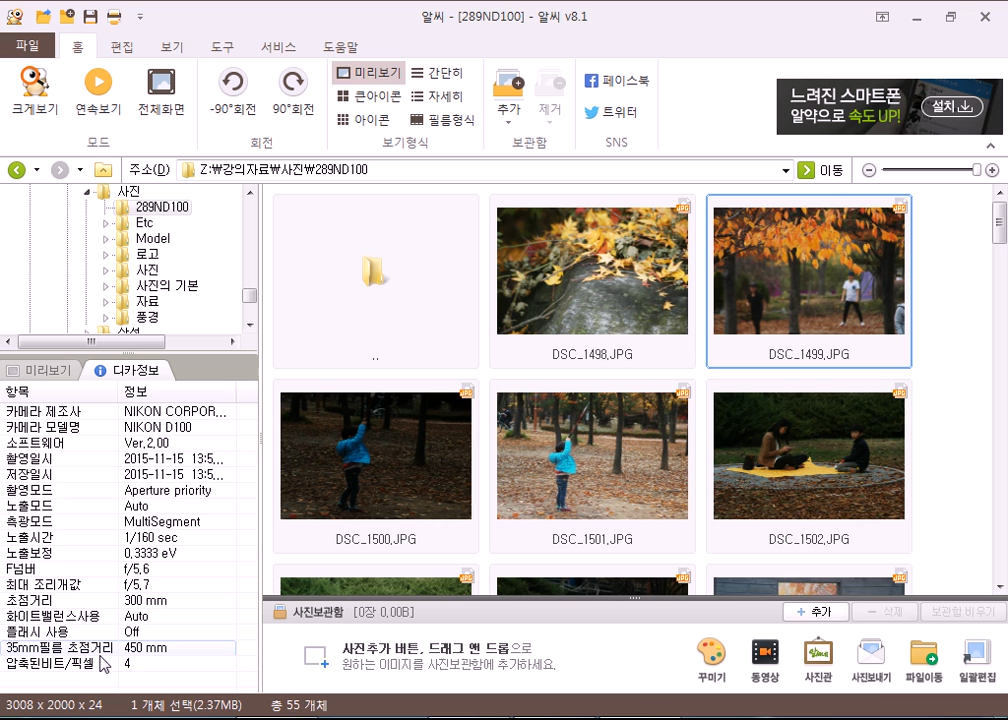 알씨 - [289ND100] - 알씨 v8.1
파일 홈 편집 보기 도구 서비스 도움말
크게보기 연속보기 전체화면
모드
-90°회전 90°회전
회전
미리보기 간단히
큰아이콘 자세히
아이콘 필름형식
보기형식
추가 제거
보관함
페이스북
트위터
SNS
느려진 스마트폰
알약으로 속도 UP!
설치
주소(D) Z:₩강의자료₩사진₩289ND100 이동
사진
289ND100
Etc
Model
로고
사진
사진의 기본
자료
풍경
미리보기 디카정보
항목 정보
카메라 제조사 NIKON CORPOR...
카메라 모델명 NIKON D100
소프트웨어 Ver.2.00
촬영일시 2015-11-15 13:5...
저장일시 2015-11-15 13:5...
촬영모드 Aperture priority
노출모드 Auto
측광모드 MultiSegment
노출시간 1/160 sec
노출보정 0.3333 eV
F넘버 f/5.6
최대 조리개값 f/5.7
초점거리 300 mm
화이트밸런스사용 Auto
플래시 사용 Off
35mm필름 초점거리 450 mm
압축된비트/픽셀 4
..
DSC_1498.JPG
DSC_1499.JPG
DSC_1500.JPG
DSC_1501.JPG
DSC_1502.JPG
사진보관함 [0장 0.00B]
+ 추가 - 삭제 보관함 비우기
사진추가 버튼, 드래그 앤 드롭으로
원하는 이미지를 사진보관함에 추가하세요.
꾸미기 동영상 사진관 사진보내기 파일이동 일괄편집
3008 x 2000 x 24 1 개체 선택(2.37MB) 총 55 개체